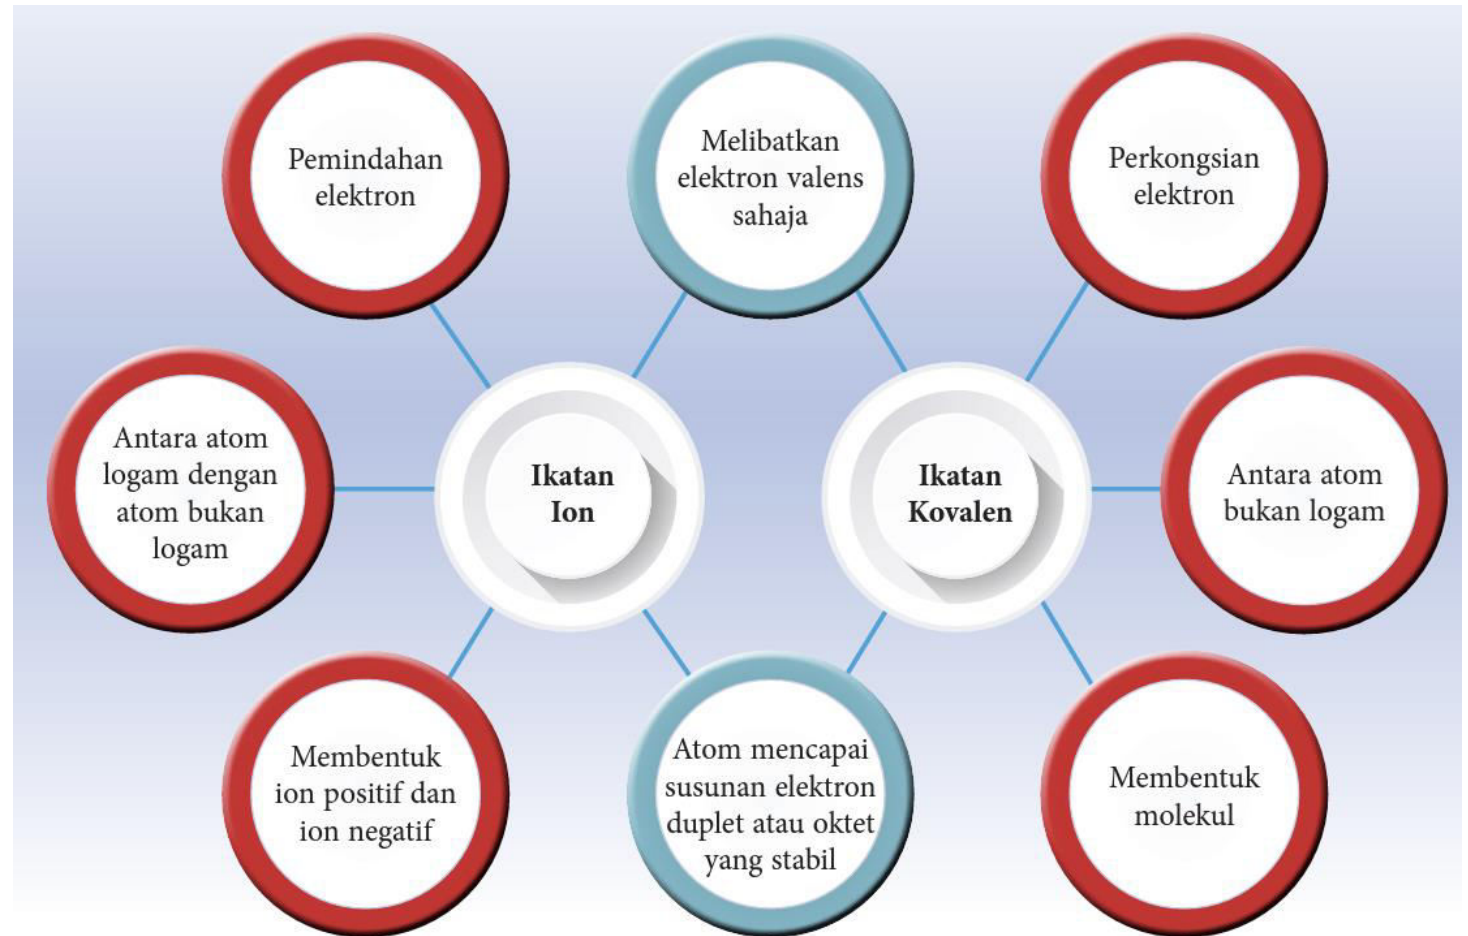 Pemindahan
elektron
Melibatkan
elektron valens
sahaja
Perkongsian
elektron
Antara atom
logam dengan
atom bukan
logam
Ikatan
Ion
Ikatan
Kovalen
Antara atom
bukan logam
Membentuk
ion positif dan
ion negatif
Atom mencapai
susunan elektron
duplet atau oktet
yang stabil
Membentuk
molekul